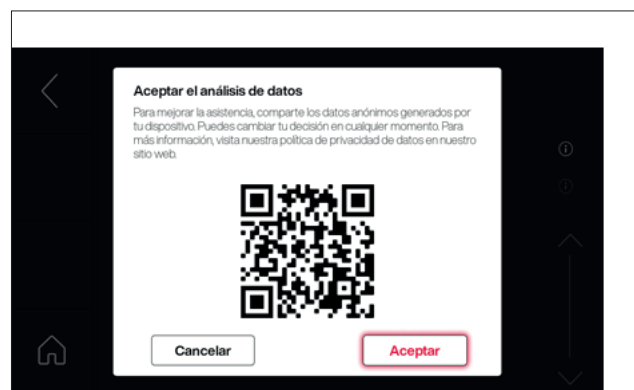 Aceptar el análisis de datos
Para mejorar la asistencia, comparte los datos anónimos generados por
tu dispositivo. Puedes cambiar tu decisión en cualquier momento. Para
más información, visita nuestra política de privacidad de datos en nuestro
sitio web.
Cancelar
Aceptar